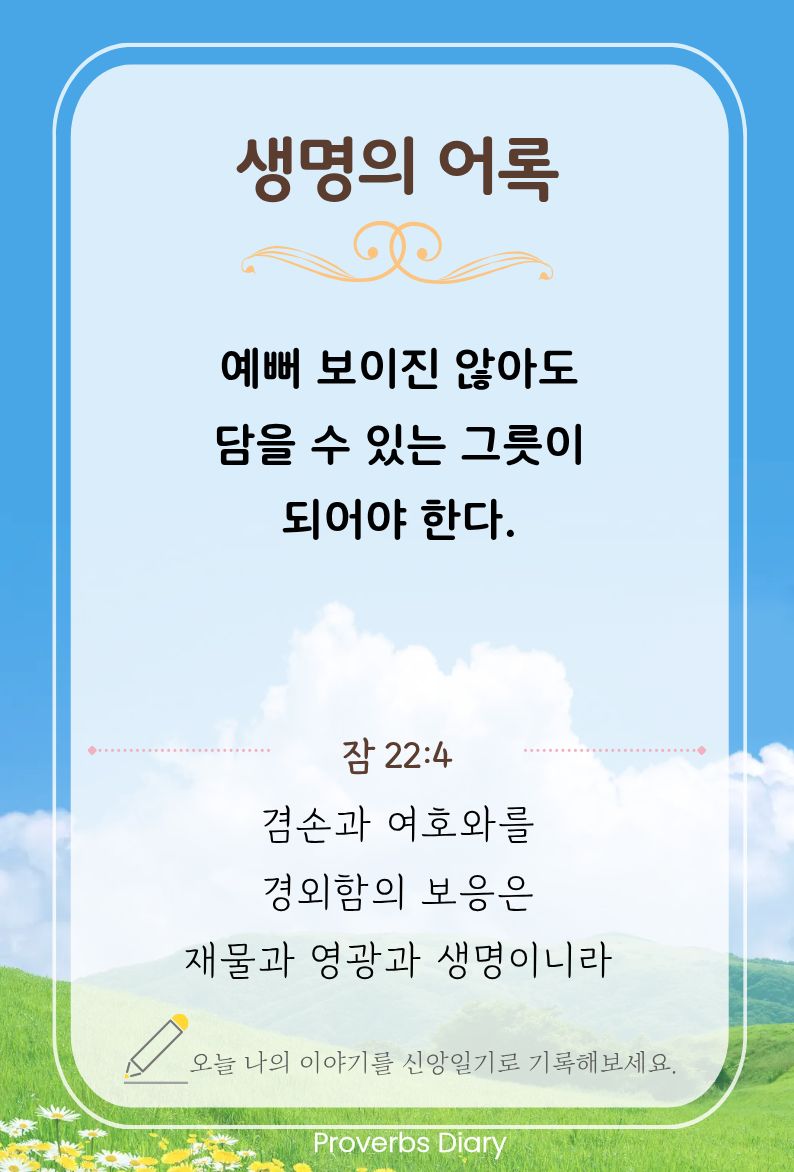 생명의 어록
예뻐 보이진 않아도
담을 수 있는 그릇이
되어야 한다.
잠 22:4
겸손과 여호와를
경외함의 보응은
재물과 영광과 생명이니라
오늘 나의 이야기를 신앙일기로 기록해보세요.
Proverbs Diary